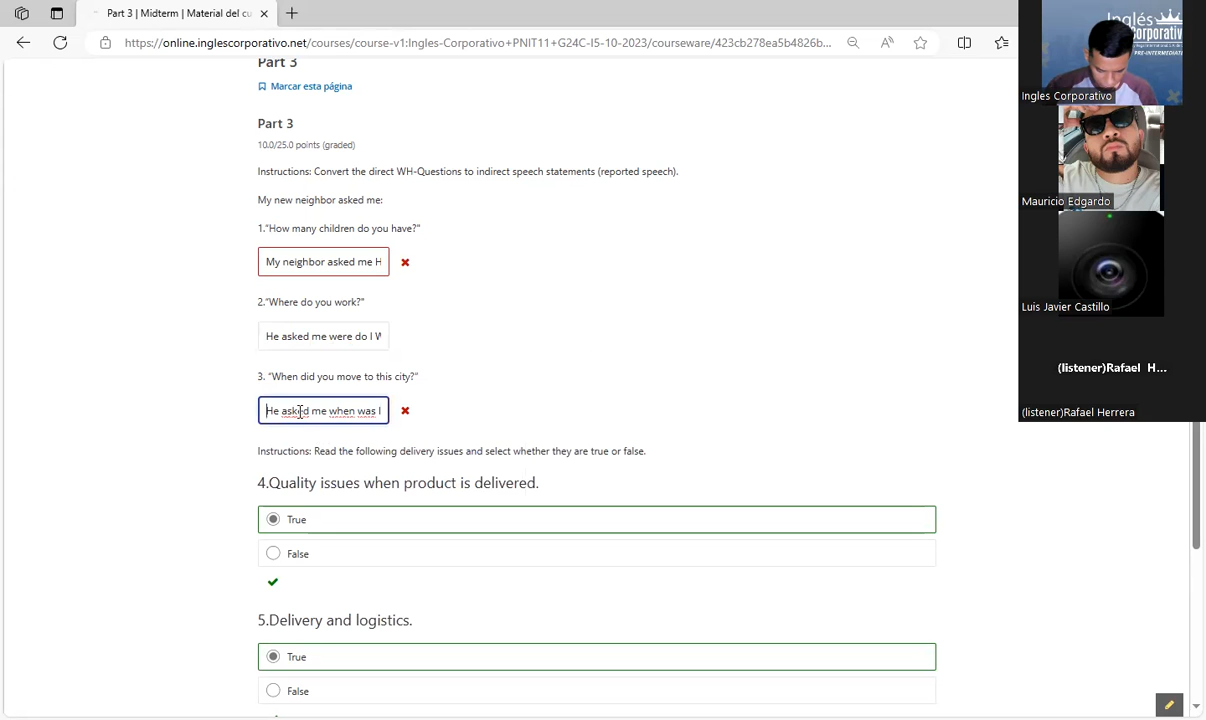 Part 3 | Midterm | Material del cu
https://online.inglescorporativo.net/courses/course-v1:Ingles-Corporativo+PNIT11+G24C-I5-10-2023/courseware/423cb278ea5b4826b...
Part 3
Marcar esta página
Part 3
10.0/25.0 points (graded)
Instructions: Convert the direct WH-Questions to indirect speech statements (reported speech).
My new neighbor asked me:
1."How many children do you have?"
My neighbor asked me H
2."Where do you work?"
He asked me were do I W
3. "When did you move to this city?"
He asked me when was I
Instructions: Read the following delivery issues and select whether they are true or false.
4.Quality issues when product is delivered.
True
False
5.Delivery and logistics.
True
False
Inglés
Corporativo
PRE-INTERMEDIATE
Ingles Corporativo
Mauricio Edgardo
Luis Javier Castillo
(listener)Rafael H...
(listener)Rafael Herrera